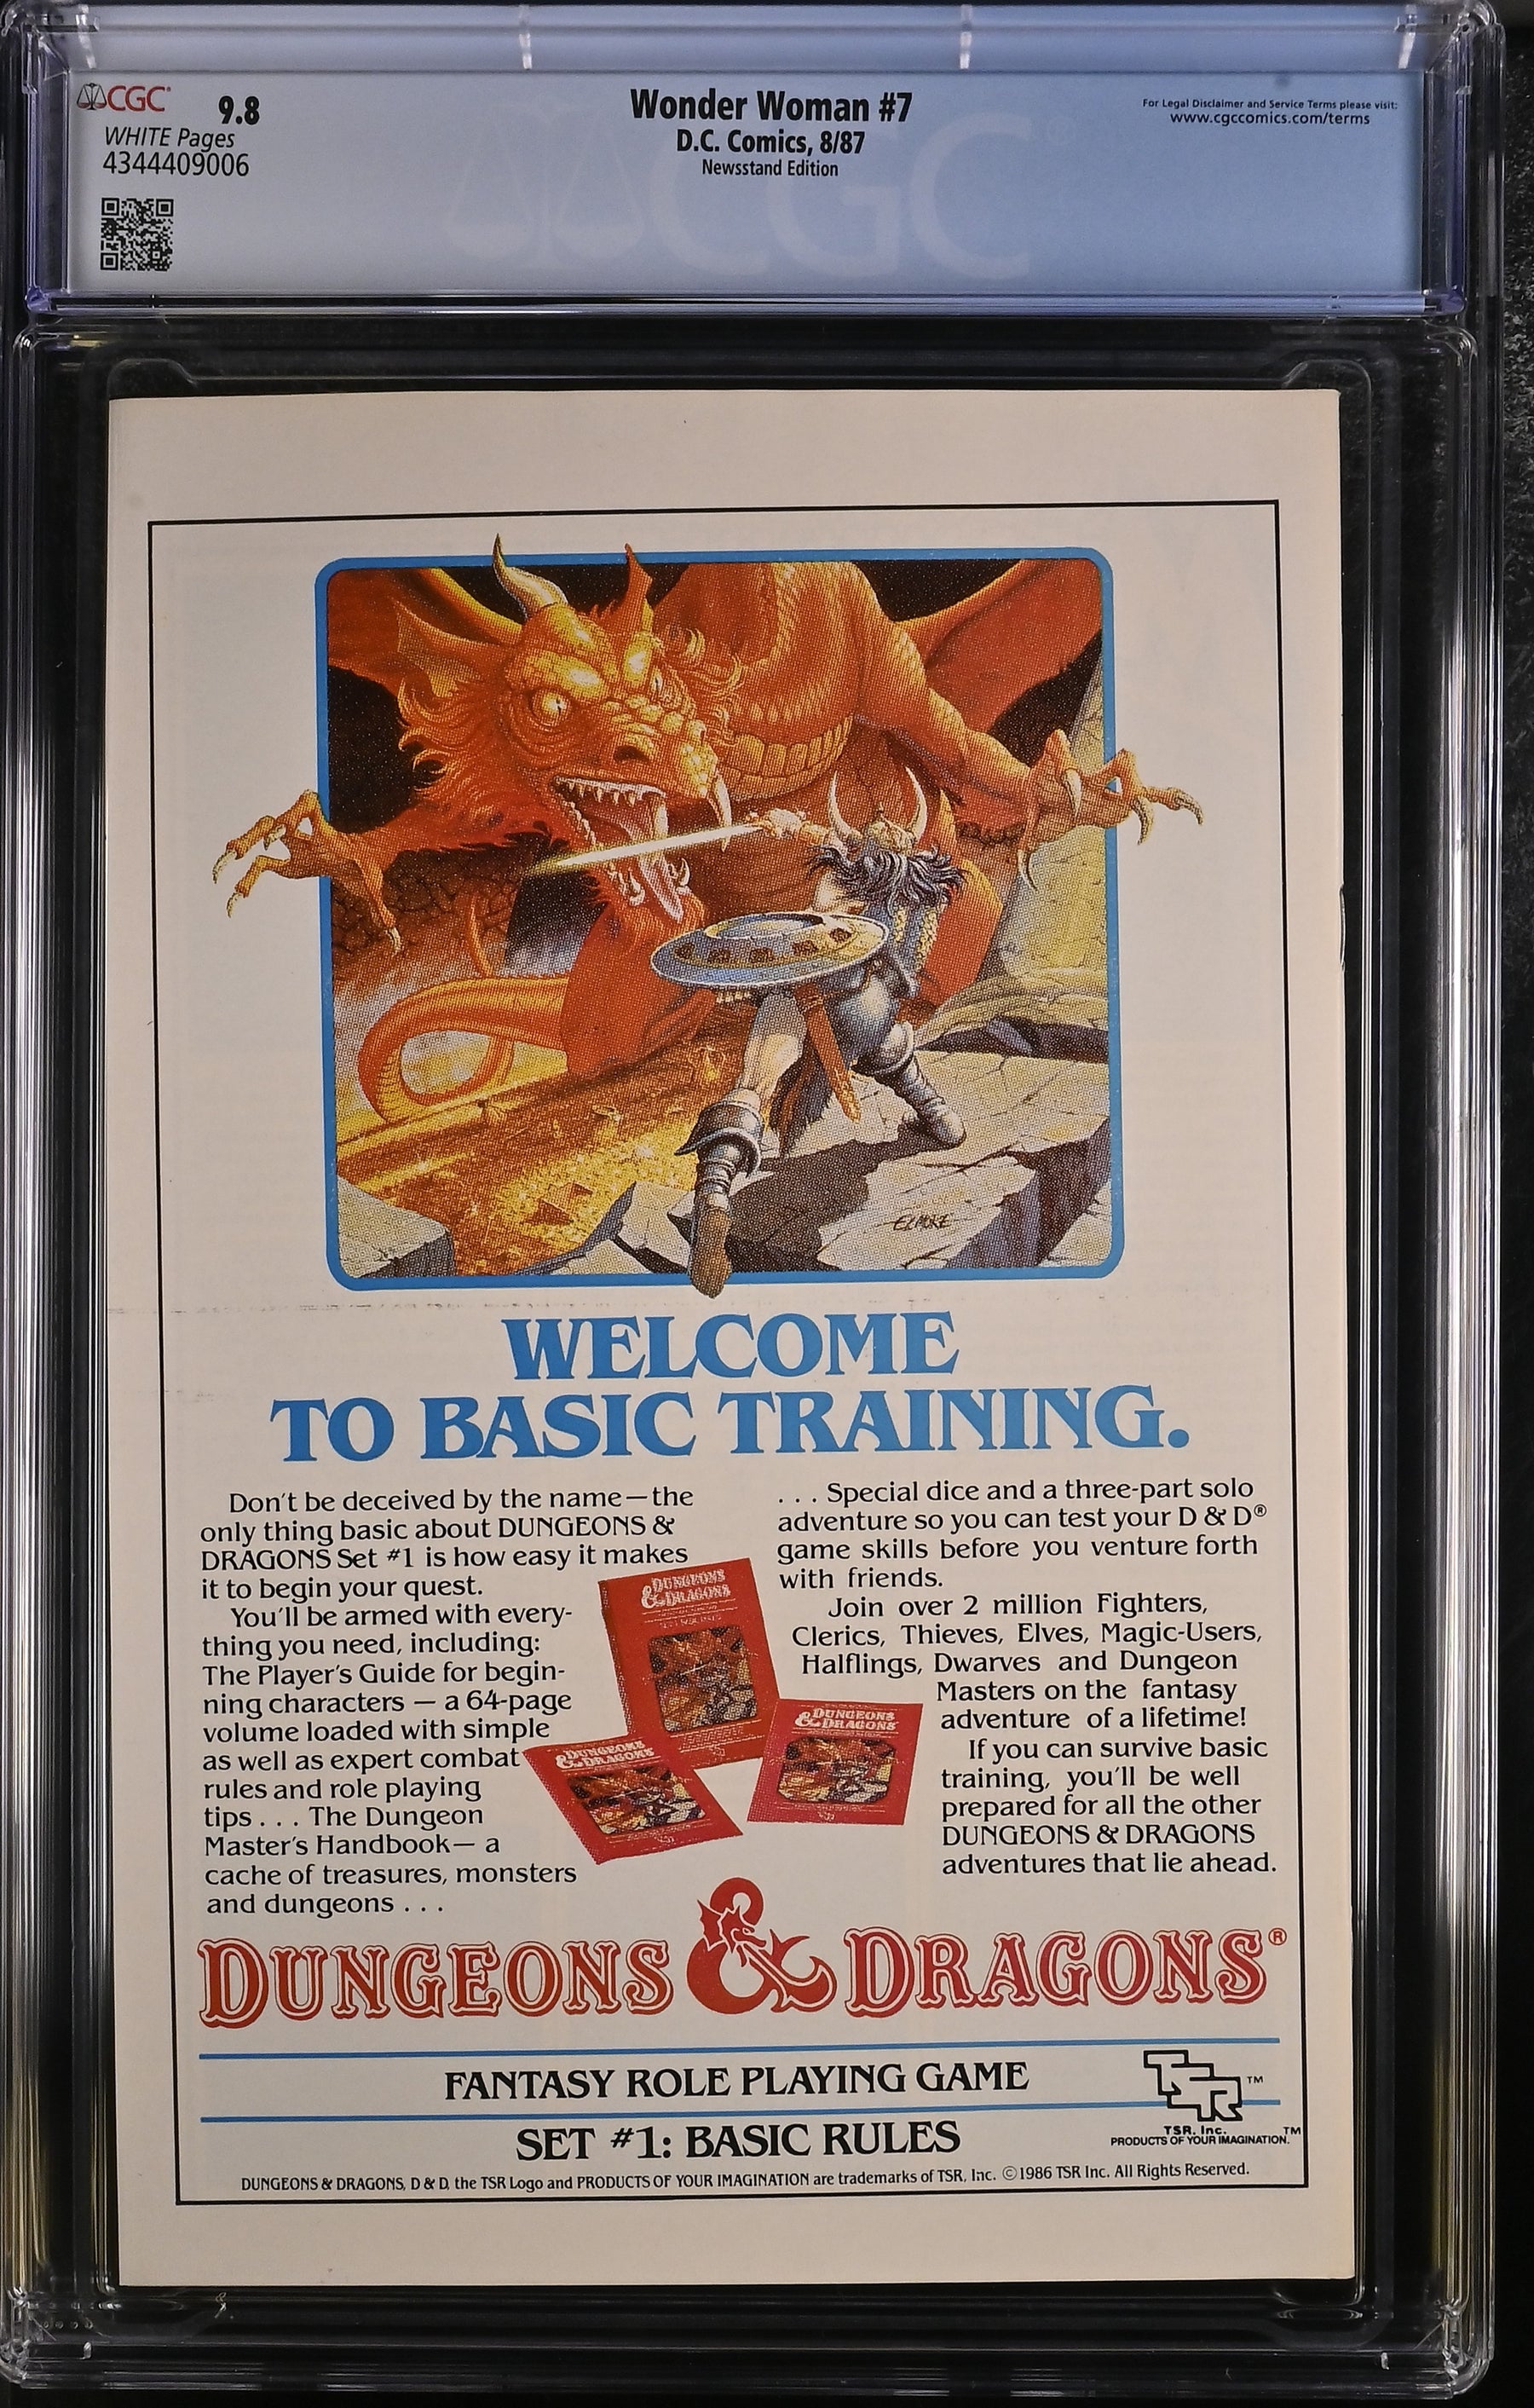 CGC
9.8
WHITE Pages
4344409006
Wonder Woman #7
D.C. Comics, 8/87
Newsstand Edition
For Legal Disclaimer and Service Terms please visit:
www.cgccomics.com/terms
CGC
ELMORE
WELCOME
TO BASIC TRAINING.
Don't be deceived by the name—the
only thing basic about DUNGEONS &
DRAGONS Set #1 is how easy it makes
it to begin your quest.
You'll be armed with every-
thing you need, including:
The Player's Guide for begin-
ning characters — a 64-page
volume loaded with simple
as well as expert combat
rules and role playing
tips . . . The Dungeon
Master's Handbook— a
cache of treasures, monsters
and dungeons . . .
. . . Special dice and a three-part solo
adventure so you can test your D & D®
game skills before you venture forth
with friends.
Join over 2 million Fighters,
Clerics, Thieves, Elves, Magic-Users,
Halflings, Dwarves and Dungeon
Masters on the fantasy
adventure of a lifetime!
If you can survive basic
training, you'll be well
prepared for all the other
DUNGEONS & DRAGONS
adventures that lie ahead.
DUNGEONS
& DRAGONS
DUNGEONS
& DRAGONS
DUNGEONS
& DRAGONS
DUNGEONS & DRAGONS®
FANTASY ROLE PLAYING GAME
SET #1: BASIC RULES
TSR ™
TSR, Inc.
PRODUCTS OF YOUR IMAGINATION.™
DUNGEONS & DRAGONS, D & D, the TSR Logo and PRODUCTS OF YOUR IMAGINATION are trademarks of TSR, Inc. ©1986 TSR Inc. All Rights Reserved.